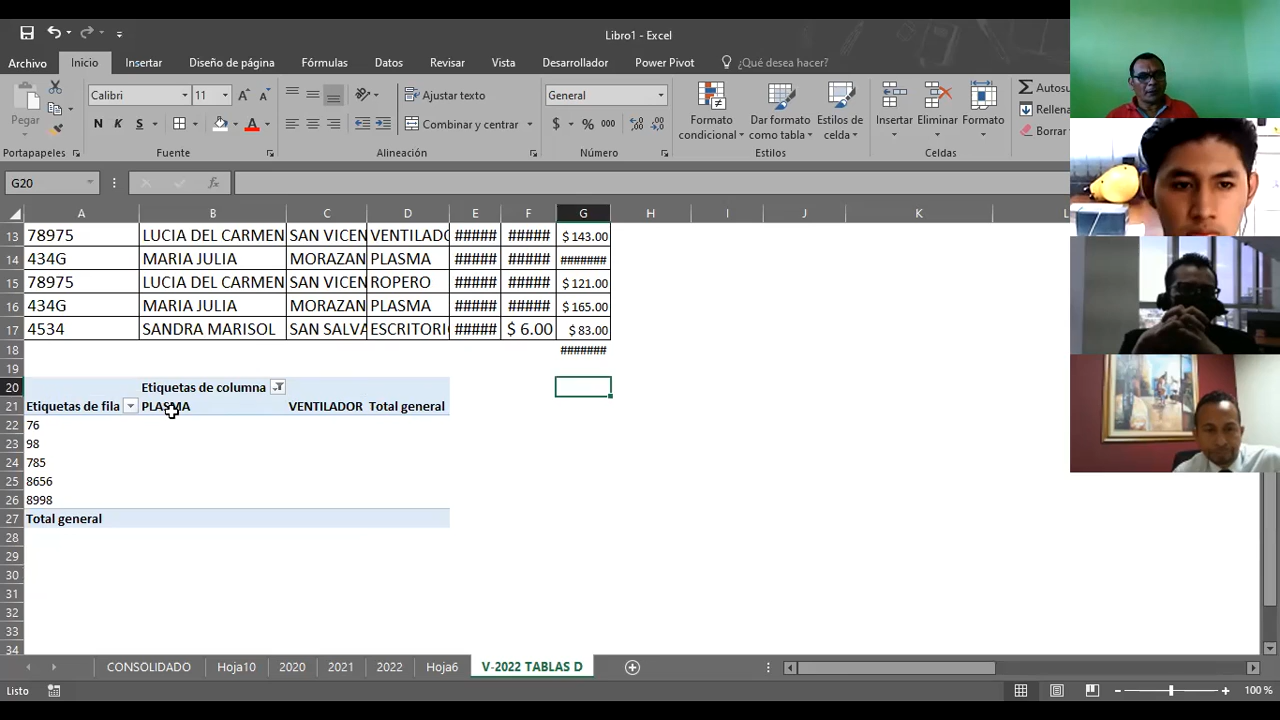 Libro1 - Excel
Archivo Inicio Insertar Diseño de página Fórmulas Datos Revisar Vista Desarrollador Power Pivot ¿Qué desea hacer?
Pegar Calibri 11 Ajustar texto General Formato condicional Dar formato como tabla Estilos de celda Insertar Eliminar Formato Autosu
N K S Combinar y centrar $ % 000 Rellena
Borrar
Portapapeles Fuente Alineación Número Estilos Celdas
G20 fx
A B C D E F G H I J K L
13 78975 LUCIA DEL CARMEN SAN VICEN VENTILADO ##### ##### $ 143.00
14 434G MARIA JULIA MORAZAN PLASMA ##### ##### #######
15 78975 LUCIA DEL CARMEN SAN VICEN ROPERO ##### ##### $ 121.00
16 434G MARIA JULIA MORAZAN PLASMA ##### ##### $ 165.00
17 4534 SANDRA MARISOL SAN SALVA ESCRITORI ##### $ 6.00 $ 83.00
18 #######
19
20 Etiquetas de columna
21 Etiquetas de fila PLASMA VENTILADOR Total general
22 76
23 98
24 785
25 8656
26 8998
27 Total general
28
29
30
31
32
33
34
CONSOLIDADO Hoja10 2020 2021 2022 Hoja6 V-2022 TABLAS D
Listo 100 %